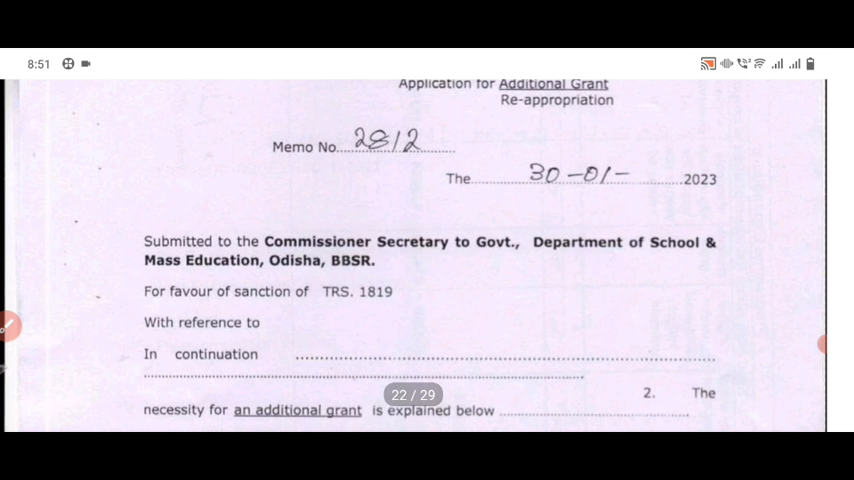 8:51
Application for Additional Grant
Re-appropriation
Memo No. 2812
The 30-01- 2023
Submitted to the Commissioner Secretary to Govt., Department of School &
Mass Education, Odisha, BBSR.
For favour of sanction of TRS. 1819
With reference to
In continuation
2. The
22 / 29
necessity for an additional grant is explained below